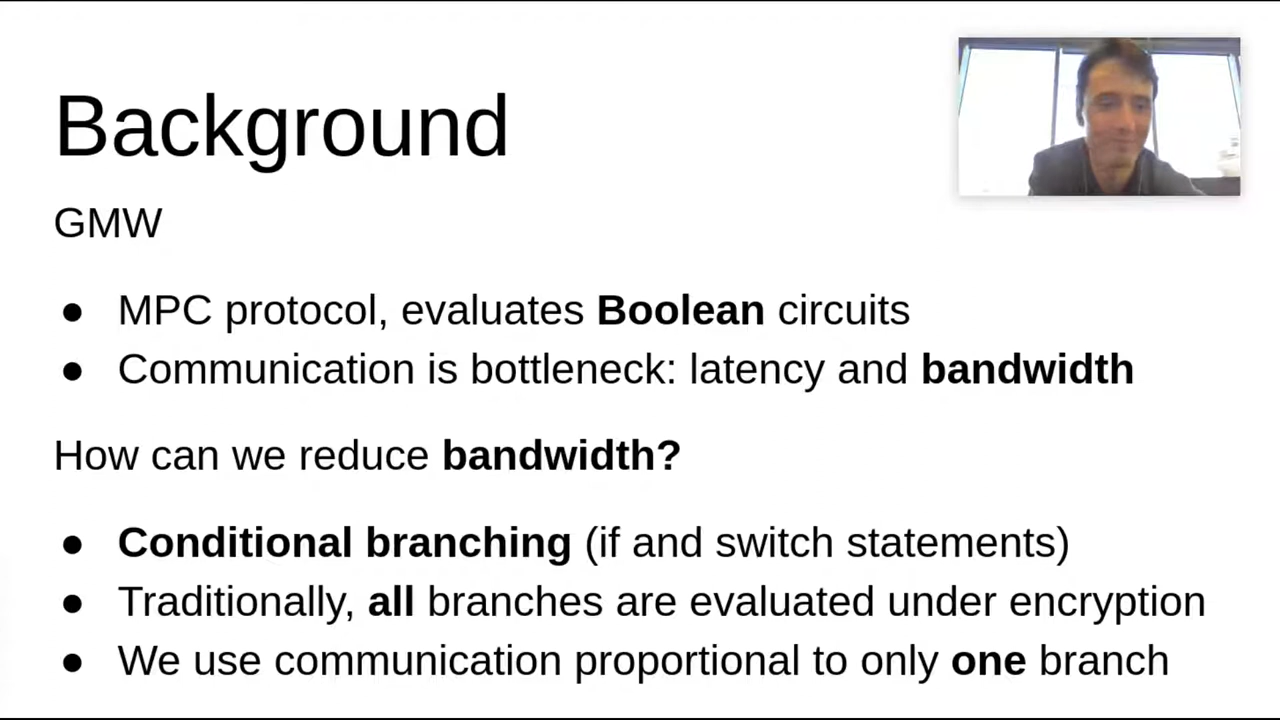 Background
GMW
● MPC protocol, evaluates Boolean circuits
● Communication is bottleneck: latency and bandwidth
How can we reduce bandwidth?
● Conditional branching (if and switch statements)
● Traditionally, all branches are evaluated under encryption
● We use communication proportional to only one branch